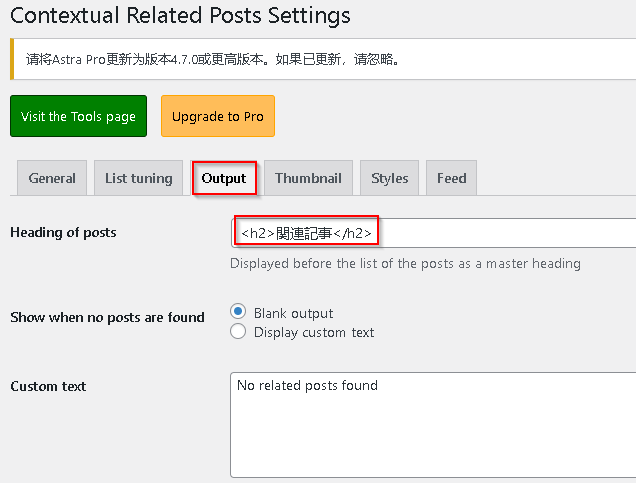 Contextual Related Posts Settings
请将Astra Pro更新为版本4.7.0或更高版本。如果已更新，请忽略。
Visit the Tools page
Upgrade to Pro
General
List tuning
Output
Thumbnail
Styles
Feed
Heading of posts
<h2>関連記事</h2>
Displayed before the list of the posts as a master heading
Show when no posts are found
Blank output
Display custom text
Custom text
No related posts found